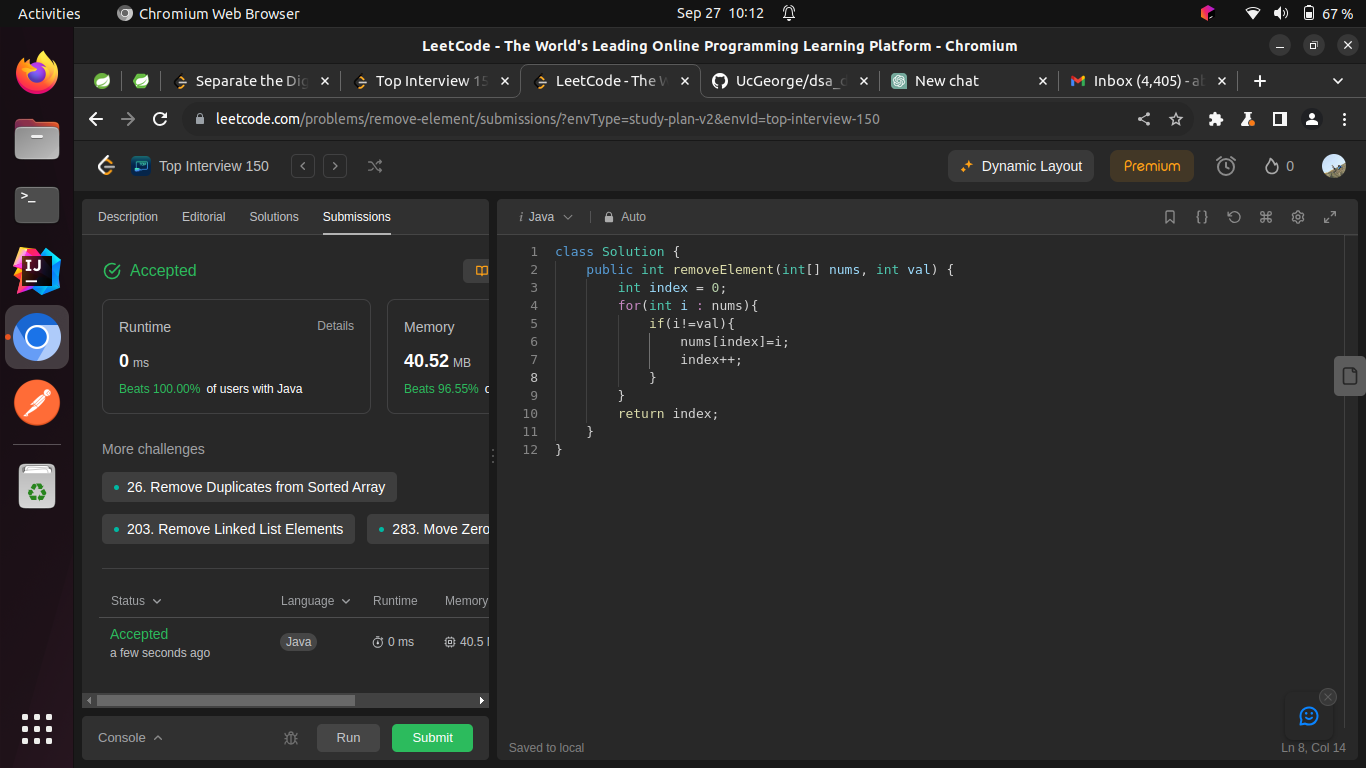 Activities
Chromium Web Browser
Sep 27 10:12
67 %
LeetCode - The World's Leading Online Programming Learning Platform - Chromium
Separate the Dig
Top Interview 15
LeetCode - The W
UcGeorge/dsa_d
New chat
Inbox (4,405) - ab
leetcode.com/problems/remove-element/submissions/?envType=study-plan-v2&envId=top-interview-150
Top Interview 150
Dynamic Layout
Premium
0
Description Editorial Solutions Submissions
Accepted
Runtime Details
0 ms
Beats 100.00% of users with Java
Memory
40.52 MB
Beats 96.55%
More challenges
26. Remove Duplicates from Sorted Array
203. Remove Linked List Elements
283. Move Zero
Status Language Runtime Memory
Accepted
a few seconds ago
Java
0 ms
40.5
Console
Run
Submit
i Java
Auto
1 class Solution {
2 public int removeElement(int[] nums, int val) {
3 int index = 0;
4 for(int i : nums){
5 if(i!=val){
6 nums[index]=i;
7 index++;
8 }
9 }
10 return index;
11 }
12 }
Saved to local
Ln 8, Col 14